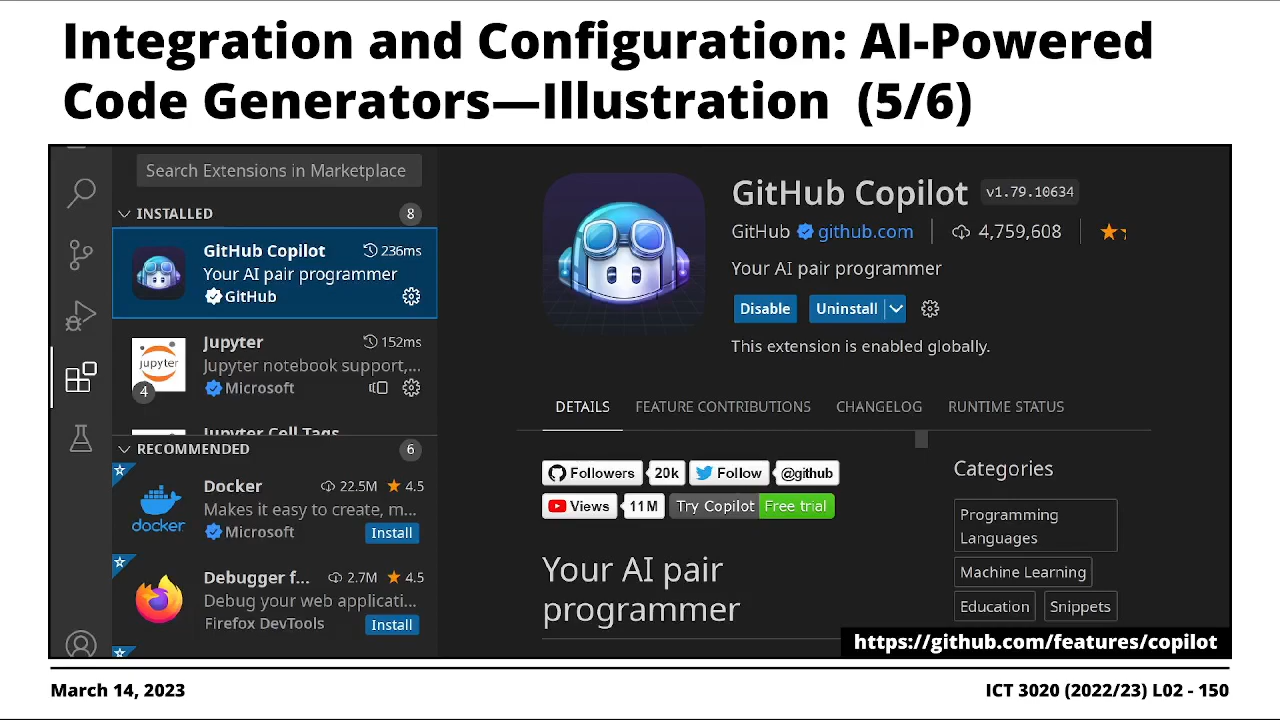 Integration and Configuration: AI-Powered
Code Generators—Illustration (5/6)
Search Extensions in Marketplace
INSTALLED 8
GitHub Copilot 236ms
Your AI pair programmer
GitHub
Jupyter 152ms
Jupyter notebook support,...
Microsoft
jupyter
4
Jupyter Cell Tags
RECOMMENDED 6
Docker 22.5M 4.5
Makes it easy to create, m...
Microsoft Install
docker
Debugger f... 2.7M 4.5
Debug your web applicati...
Firefox DevTools Install
GitHub Copilot v1.79.10634
GitHub github.com 4,759,608
Your AI pair programmer
Disable Uninstall
This extension is enabled globally.
DETAILS FEATURE CONTRIBUTIONS CHANGELOG RUNTIME STATUS
Followers 20k Follow @github
Views 11M Try Copilot Free trial
Your AI pair
programmer
Categories
Programming
Languages
Machine Learning
Education Snippets
https://github.com/features/copilot
March 14, 2023
ICT 3020 (2022/23) L02 - 150